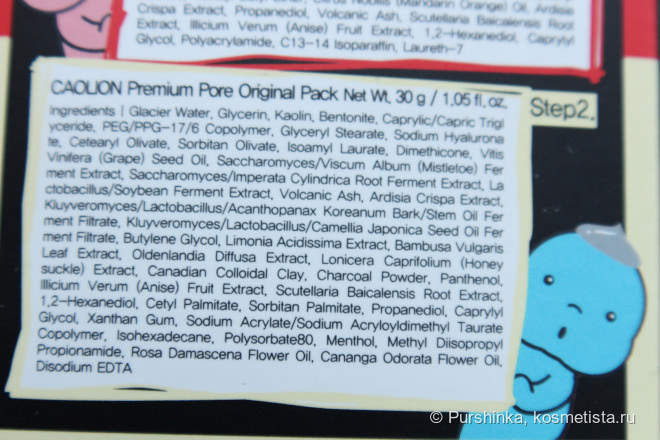 Citrus Nobilis (Mandarin Orange) Oil, Ardisia
Crispa Extract, Propanediol, Volcanic Ash, Scutellaria Baicalensis Root
Extract, Illicium Verum (Anise) Fruit Extract, 1,2-Hexanediol, Caprylyl
Glycol, Polyacrylamide, C13-14 Isoparaffin, Laureth-7
CAOLION Premium Pore Original Pack Net Wt. 30 g / 1.05 fl. oz.
Step2.
Ingredients | Glacier Water, Glycerin, Kaolin, Bentonite, Caprylic/Capric Trigl
yceride, PEG/PPG-17/6 Copolymer, Glyceryl Stearate, Sodium Hyalurona
te, Cetearyl Olivate, Sorbitan Olivate, Isoamyl Laurate, Dimethicone, Vitis
Vinifera (Grape) Seed Oil, Saccharomyces/Viscum Album (Mistletoe) Fer
ment Extract, Saccharomyces/Imperata Cylindrica Root Ferment Extract, La
ctobacillus/Soybean Ferment Extract, Volcanic Ash, Ardisia Crispa Extract,
Kluyveromyces/Lactobacillus/Acanthopanax Koreanum Bark/Stem Oil Fer
ment Filtrate, Kluyveromyces/Lactobacillus/Camellia Japonica Seed Oil Fer
ment Filtrate, Butylene Glycol, Limonia Acidissima Extract, Bambusa Vulgaris
Leaf Extract, Oldenlandia Diffusa Extract, Lonicera Caprifolium (Honey
suckle) Extract, Canadian Colloidal Clay, Charcoal Powder, Panthenol,
Illicium Verum (Anise) Fruit Extract, Scutellaria Baicalensis Root Extract,
1,2-Hexanediol, Cetyl Palmitate, Sorbitan Palmitate, Propanediol, Caprylyl
Glycol, Xanthan Gum, Sodium Acrylate/Sodium Acryloyldimethyl Taurate
Copolymer, Isohexadecane, Polysorbate80, Menthol, Methyl Diisopropyl
Propionamide, Rosa Damascena Flower Oil, Cananga Odorata Flower Oil,
Disodium EDTA
© Purshinka, kosmetista.ru